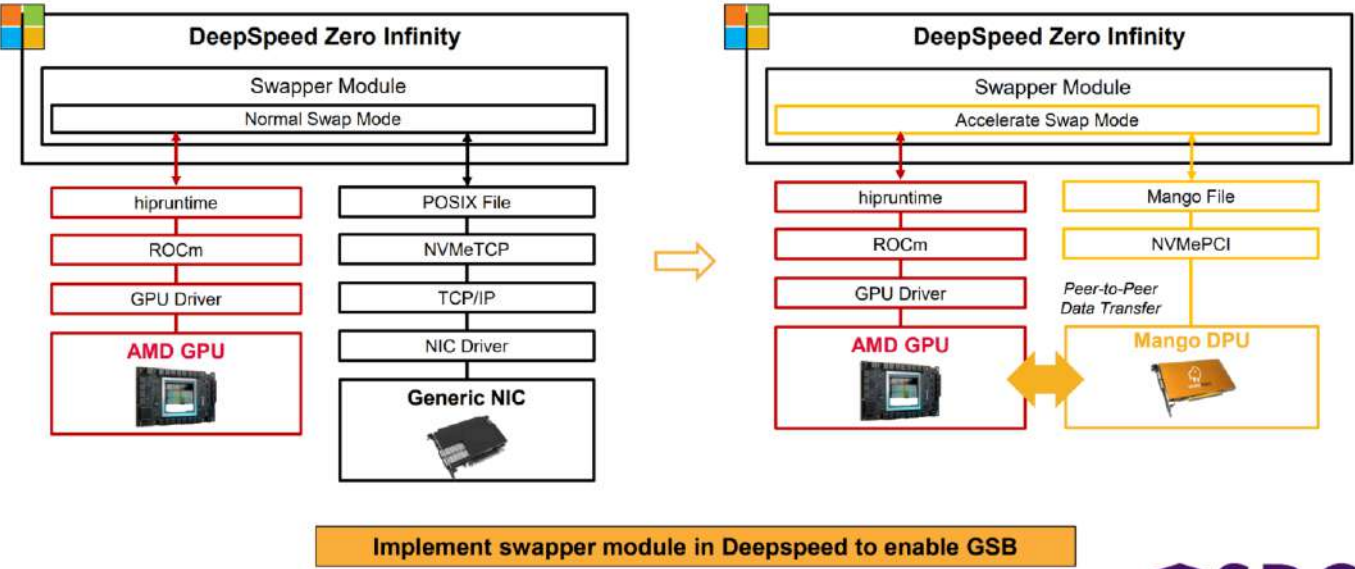 DeepSpeed Zero Infinity
Swapper Module
Normal Swap Mode
hipruntime
ROCm
GPU Driver
AMD GPU
POSIX File
NVMeTCP
TCP/IP
NIC Driver
Generic NIC
DeepSpeed Zero Infinity
Swapper Module
Accelerate Swap Mode
hipruntime
ROCm
GPU Driver
AMD GPU
Mango File
NVMePCI
Peer-to-Peer
Data Transfer
Mango DPU
Implement swapper module in Deepspeed to enable GSB